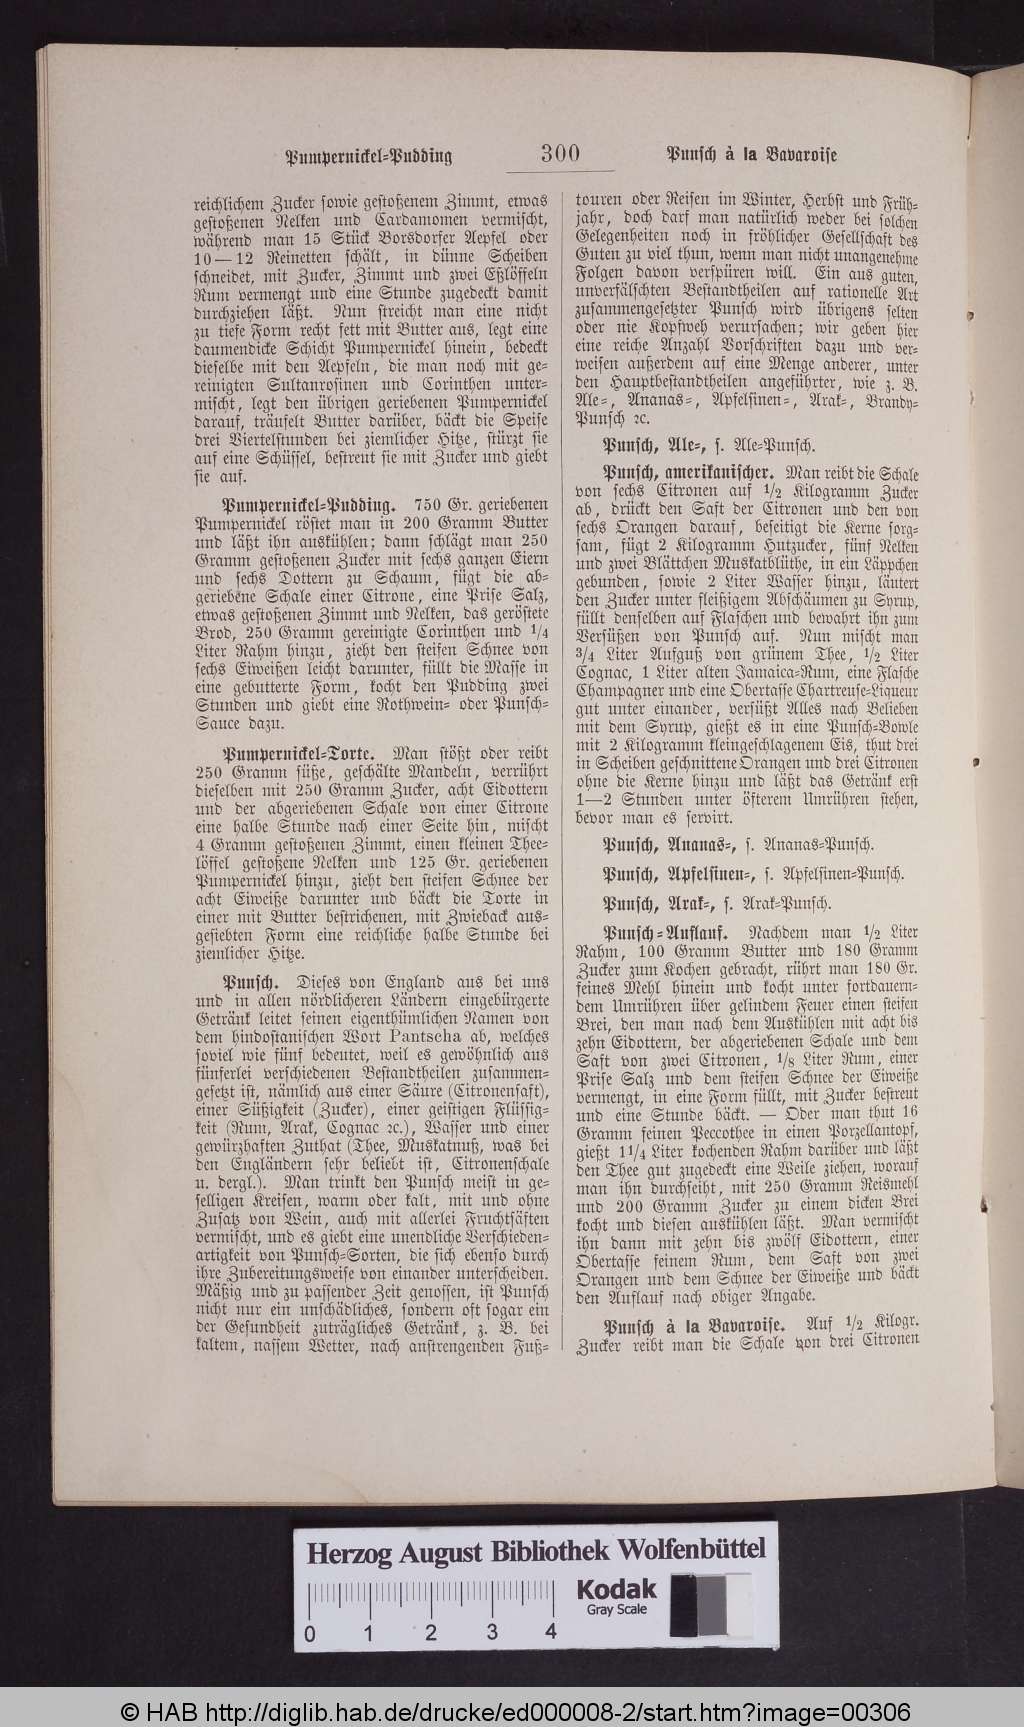 Pumpernickel-Pudding 300 Punsch à la Bavaroise
reichlichem Zucker sowie gestoßenem Zimmt, etwas
gestoßenen Nelken und Cardamomen vermischt,
während man 15 Stück Borsdorfer Aepfel oder
10—12 Reinetten schält, in dünne Scheiben
schneidet, mit Zucker, Zimmt und zwei Eßlöffeln
Rum vermengt und eine Stunde zugedeckt damit
durchziehen läßt. Nun streicht man eine nicht
zu tiefe Form recht fett mit Butter aus, legt eine
daumendicke Schicht Pumpernickel hinein, bedeckt
dieselbe mit den Aepfeln, die man noch mit ge-
reinigten Sultanrosinen und Corinthen unter-
mischt, legt den übrigen geriebenen Pumpernickel
darauf, träufelt Butter darüber, bäckt die Speise
drei Viertelstunden bei ziemlicher Hitze, stürzt sie
auf eine Schüssel, bestreut sie mit Zucker und giebt
sie auf.
Pumpernickel-Pudding. 750 Gr. geriebenen
Pumpernickel röstet man in 200 Gramm Butter
und läßt ihn auskühlen; dann schlägt man 250
Gramm gestoßenen Zucker mit sechs ganzen Eiern
und sechs Dottern zu Schaum, fügt die ab-
geriebene Schale einer Citrone, eine Prise Salz,
etwas gestoßenen Zimmt und Nelken, das geröstete
Brod, 250 Gramm gereinigte Corinthen und 1/4
Liter Rahm hinzu, zieht den steifen Schnee von
sechs Eiweißen leicht darunter, füllt die Masse in
eine gebutterte Form, kocht den Pudding zwei
Stunden und giebt eine Rothwein- oder Punsch-
Sauce dazu.
Pumpernickel-Torte. Man stößt oder reibt
250 Gramm süße, geschälte Mandeln, verrührt
dieselben mit 250 Gramm Zucker, acht Eidottern
und der abgeriebenen Schale von einer Citrone
eine halbe Stunde nach einer Seite hin, mischt
4 Gramm gestoßenen Zimmt, einen kleinen Thee-
löffel gestoßene Nelken und 125 Gr. geriebenen
Pumpernickel hinzu, zieht den steifen Schnee der
acht Eiweiße darunter und bäckt die Torte in
einer mit Butter bestrichenen, mit Zwieback aus-
gesiebten Form eine reichliche halbe Stunde bei
ziemlicher Hitze.
Punsch. Dieses von England aus bei uns
und in allen nördlicheren Ländern eingebürgerte
Getränk leitet seinen eigenthümlichen Namen von
dem hindostanischen Wort Pantscha ab, welches
soviel wie fünf bedeutet, weil es gewöhnlich aus
fünferlei verschiedenen Bestandtheilen zusammen-
gesetzt ist, nämlich aus einer Säure (Citronensaft),
einer Süßigkeit (Zucker), einer geistigen Flüssig-
keit (Rum, Arak, Cognac ꝛc.), Wasser und einer
gewürzhaften Zuthat (Thee, Muskatnuß, was bei
den Engländern sehr beliebt ist, Citronenschale
u. dergl.). Man trinkt den Punsch meist in ge-
selligen Kreisen, warm oder kalt, mit und ohne
Zusatz von Wein, auch mit allerlei Fruchtsäften
vermischt, und es giebt eine unendliche Verschieden-
artigkeit von Punsch-Sorten, die sich ebenso durch
ihre Zubereitungsweise von einander unterscheiden.
Mäßig und zu passender Zeit genossen, ist Punsch
nicht nur ein unschädliches, sondern oft sogar ein
der Gesundheit zuträgliches Getränk, z. B. bei
kaltem, nassem Wetter, nach anstrengenden Fuß-
touren oder Reisen im Winter, Herbst und Früh-
jahr, doch darf man natürlich weder bei solchen
Gelegenheiten noch in fröhlicher Gesellschaft des
Guten zu viel thun, wenn man nicht unangenehme
Folgen davon verspüren will. Ein aus guten,
unverfälschten Bestandtheilen auf rationelle Art
zusammengesetzter Punsch wird übrigens selten
oder nie Kopfweh verursachen; wir geben hier
eine reiche Anzahl Vorschriften dazu und ver-
weisen außerdem auf eine Menge anderer, unter
den Hauptbestandtheilen angeführter, wie z. B.
Ale-, Ananas-, Apfelsinen-, Arak-, Brandy-
Punsch ꝛc.
Punsch, Ale-, s. Ale-Punsch.
Punsch, amerikanischer. Man reibt die Schale
von sechs Citronen auf 1/2 Kilogramm Zucker
ab, drückt den Saft der Citronen und den von
sechs Orangen darauf, beseitigt die Kerne sorg-
sam, fügt 2 Kilogramm Hutzucker, fünf Nelken
und zwei Blättchen Muskatblüthe, in ein Läppchen
gebunden, sowie 2 Liter Wasser hinzu, läutert
den Zucker unter fleißigem Abschäumen zu Syrup,
füllt denselben auf Flaschen und bewahrt ihn zum
Versüßen von Punsch auf. Nun mischt man
3/4 Liter Aufguß von grünem Thee, 1/2 Liter
Cognac, 1 Liter alten Jamaica-Rum, eine Flasche
Champagner und eine Obertasse Chartreuse-Liqueur
gut unter einander, versüßt Alles nach Belieben
mit dem Syrup, gießt es in eine Punsch-Bowle
mit 2 Kilogramm kleingeschlagenem Eis, thut drei
in Scheiben geschnittene Orangen und drei Citronen
ohne die Kerne hinzu und läßt das Getränk erst
1—2 Stunden unter öfterem Umrühren stehen,
bevor man es servirt.
Punsch, Ananas-, s. Ananas-Punsch.
Punsch, Apfelsinen-, s. Apfelsinen-Punsch.
Punsch, Arak-, s. Arak-Punsch.
Punsch-Auflauf. Nachdem man 1/2 Liter
Rahm, 100 Gramm Butter und 180 Gramm
Zucker zum Kochen gebracht, rührt man 180 Gr.
feines Mehl hinein und kocht unter fortdauern-
dem Umrühren über gelindem Feuer einen steifen
Brei, den man nach dem Auskühlen mit acht bis
zehn Eidottern, der abgeriebenen Schale und dem
Saft von zwei Citronen, 1/8 Liter Rum, einer
Prise Salz und dem steifen Schnee der Eiweiße
vermengt, in eine Form füllt, mit Zucker bestreut
und eine Stunde bäckt. — Oder man thut 16
Gramm feinen Peccothee in einen Porzellantopf,
gießt 1 1/4 Liter kochenden Rahm darüber und läßt
den Thee gut zugedeckt eine Weile ziehen, worauf
man ihn durchseiht, mit 250 Gramm Reismehl
und 200 Gramm Zucker zu einem dicken Brei
kocht und diesen auskühlen läßt. Man vermischt
ihn dann mit zehn bis zwölf Eidottern, einer
Obertasse feinem Rum, dem Saft von zwei
Orangen und dem Schnee der Eiweiße und bäckt
den Auflauf nach obiger Angabe.
Punsch à la Bavaroise. Auf 1/2 Kilogr.
Zucker reibt man die Schale von drei Citronen
Herzog August Bibliothek Wolfenbüttel
Kodak
Gray Scale
0 1 2 3 4
© HAB http://diglib.hab.de/drucke/ed000008-2/start.htm?image=00306